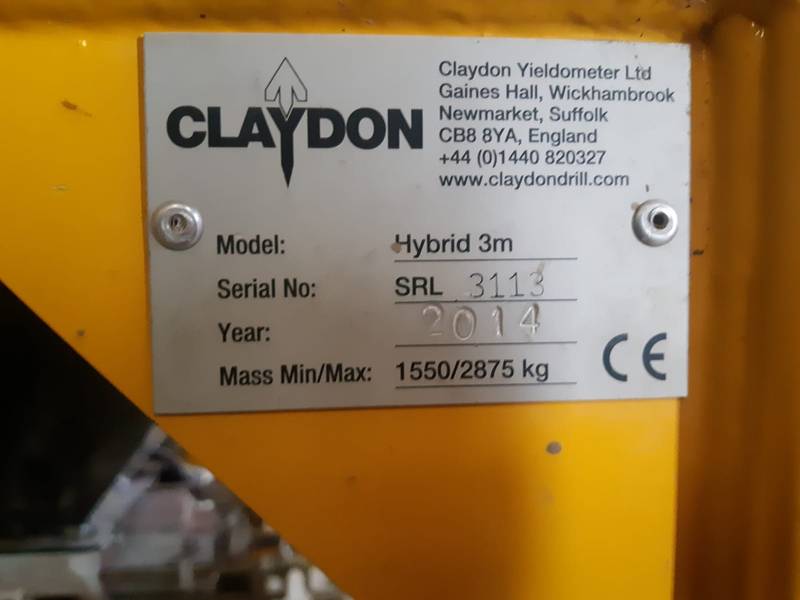 CLAYDON
Claydon Yieldometer Ltd
Gaines Hall, Wickhambrook
Newmarket, Suffolk
CB8 8YA, England
+44 (0)1440 820327
www.claydondrill.com
Model: Hybrid 3m
Serial No: SRL 3113
Year: 2014
Mass Min/Max: 1550/2875 kg
CE